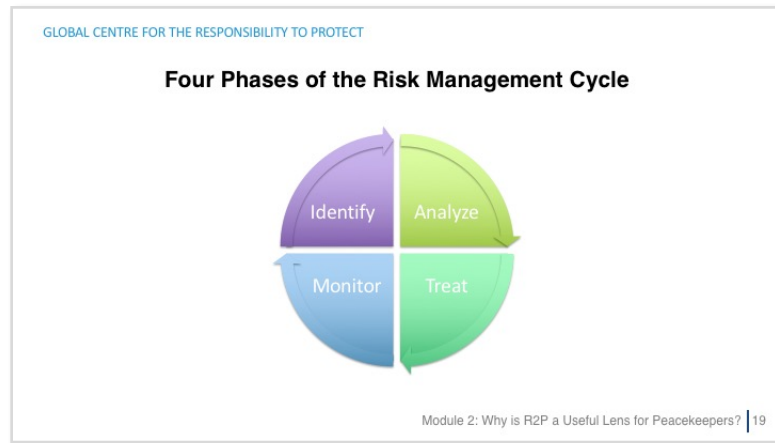 GLOBAL CENTRE FOR THE RESPONSIBILITY TO PROTECT
Four Phases of the Risk Management Cycle
Identify
Analyze
Monitor
Treat
Module 2: Why is R2P a Useful Lens for Peacekeepers? 19